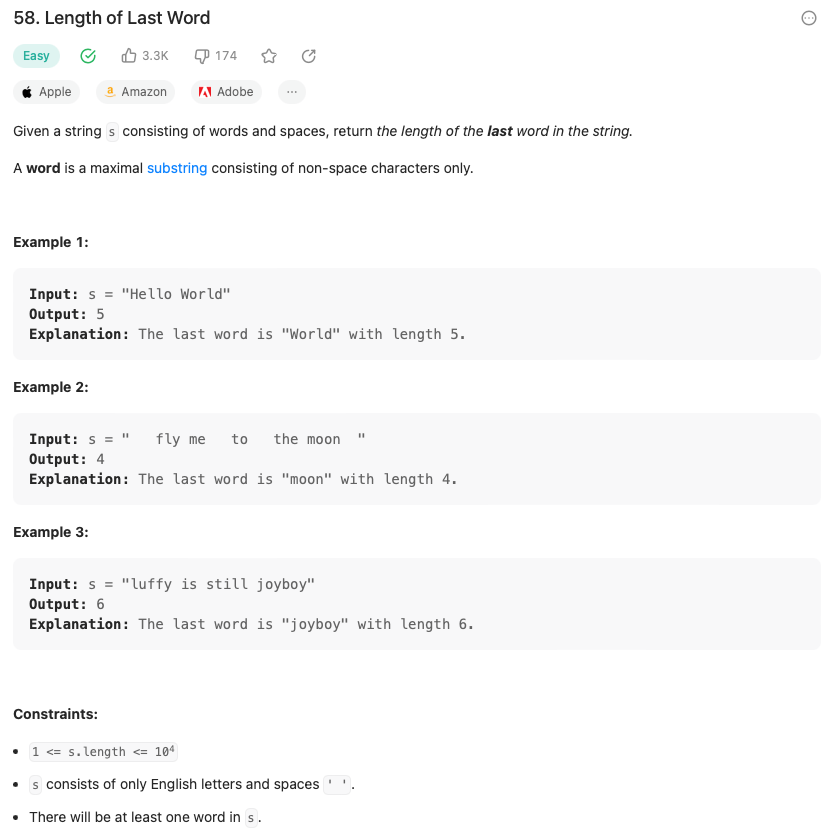 58. Length of Last Word
Easy 3.3K 174
Apple Amazon Adobe ...
Given a string s consisting of words and spaces, return the length of the last word in the string.
A word is a maximal substring consisting of non-space characters only.
Example 1:
Input: s = "Hello World"
Output: 5
Explanation: The last word is "World" with length 5.
Example 2:
Input: s = "   fly me   to   the moon  "
Output: 4
Explanation: The last word is "moon" with length 4.
Example 3:
Input: s = "luffy is still joyboy"
Output: 6
Explanation: The last word is "joyboy" with length 6.
Constraints:
• 1 <= s.length <= 10⁴
• s consists of only English letters and spaces ' '.
• There will be at least one word in s.